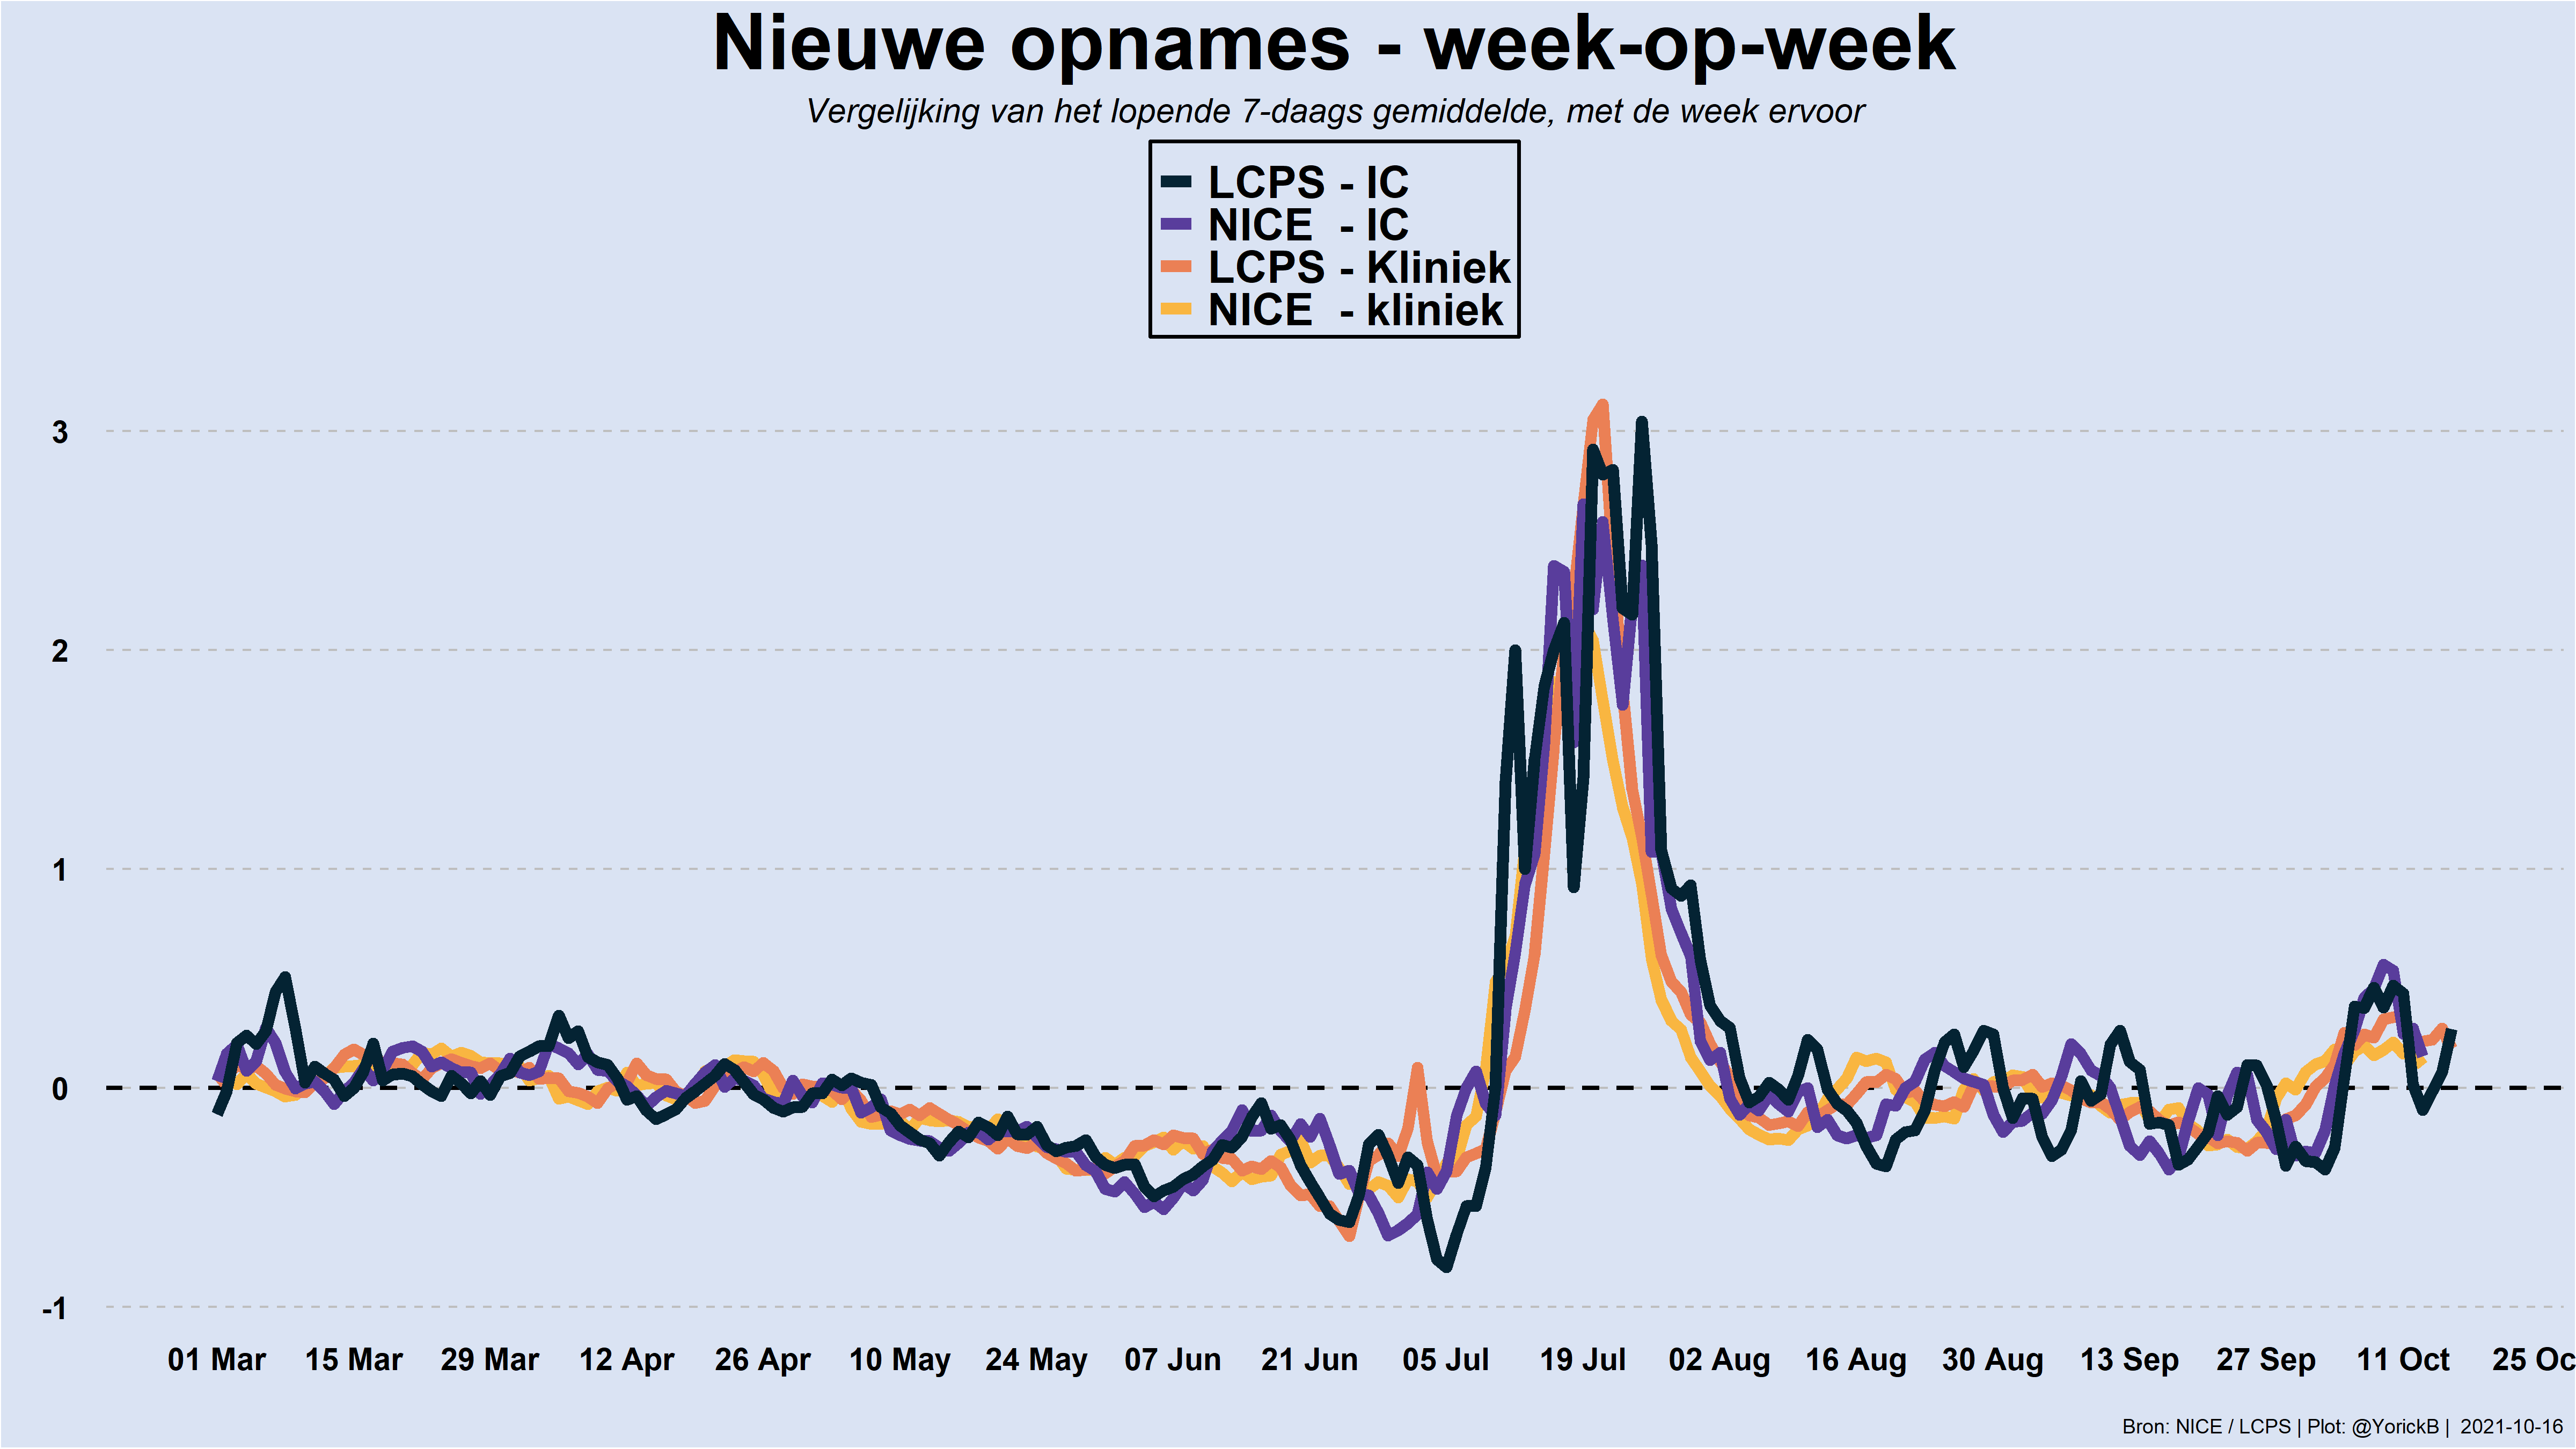 Nieuwe opnames - week-op-week
Vergelijking van het lopende 7-daags gemiddelde, met de week ervoor
LCPS - IC
NICE - IC
LCPS - Kliniek
NICE - kliniek
3
2
1
0
-1
01 Mar 15 Mar 29 Mar 12 Apr 26 Apr 10 May 24 May 07 Jun 21 Jun 05 Jul 19 Jul 02 Aug 16 Aug 30 Aug 13 Sep 27 Sep 11 Oct 25 Oc
Bron: NICE / LCPS | Plot: @YorickB | 2021-10-16